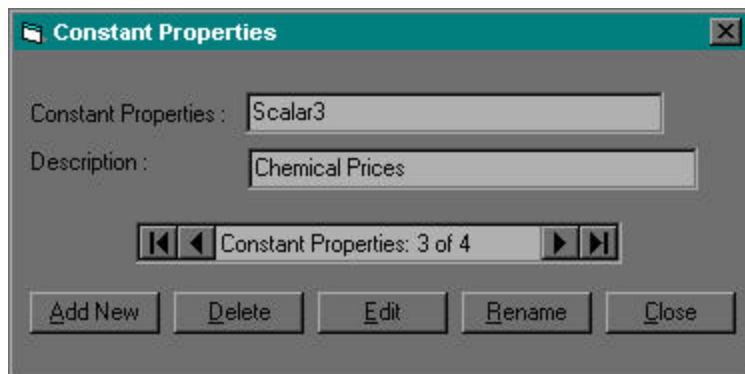 Constant Properties
Constant Properties : Scalar3
Description : Chemical Prices
Constant Properties: 3 of 4
Add New Delete Edit Rename Close